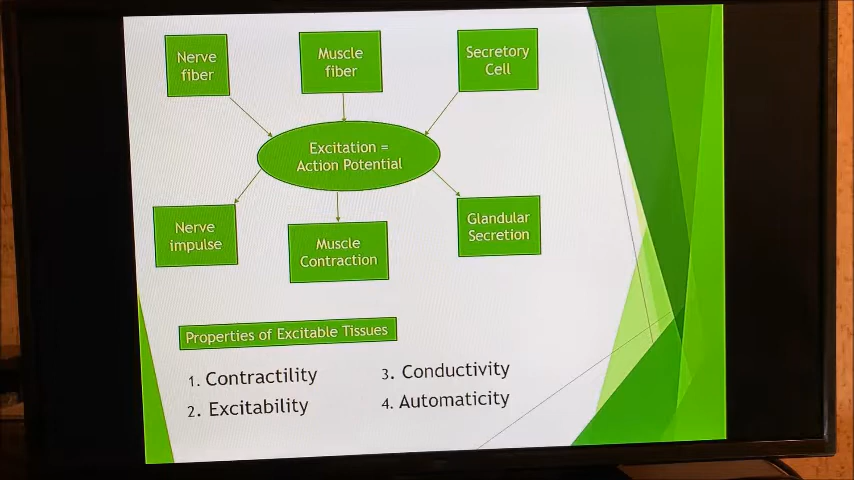 Nerve
fiber
Muscle
fiber
Secretory
Cell
Excitation =
Action Potential
Nerve
impulse
Muscle
Contraction
Glandular
Secretion
Properties of Excitable Tissues
1. Contractility
2. Excitability
3. Conductivity
4. Automaticity